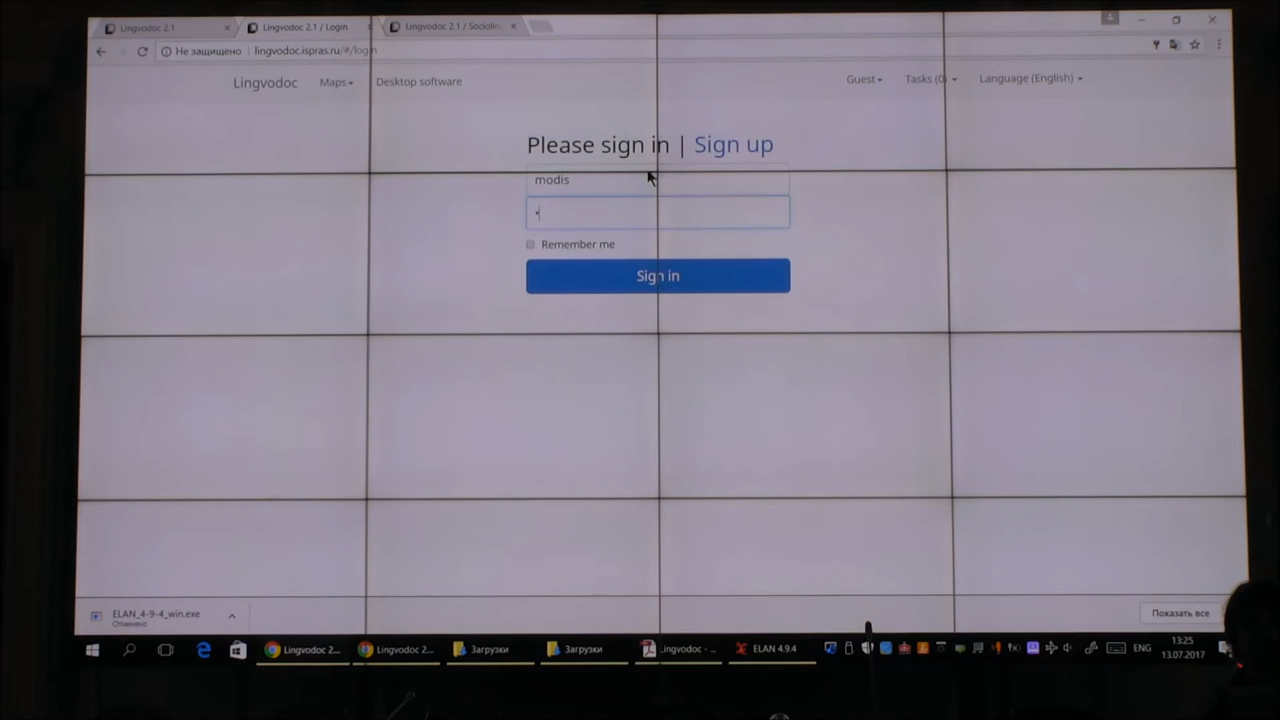 Lingvodoc 2.1
Lingvodoc 2.1 / Login
Lingvodoc 2.1 / Sociolin
Не защищено
lingvodoc.ispras.ru/#/login
Lingvodoc
Maps
Desktop software
Guest
Tasks (0)
Language (English)
Please sign in | Sign up
modis
Remember me
Sign in
ELAN_4-9-4_win.exe
Отменено
Показать все
Lingvodoc 2...
Lingvodoc 2...
Загрузки
Загрузки
Lingvodoc - ...
ELAN 4.9.4
ENG
13:25
13.07.2017